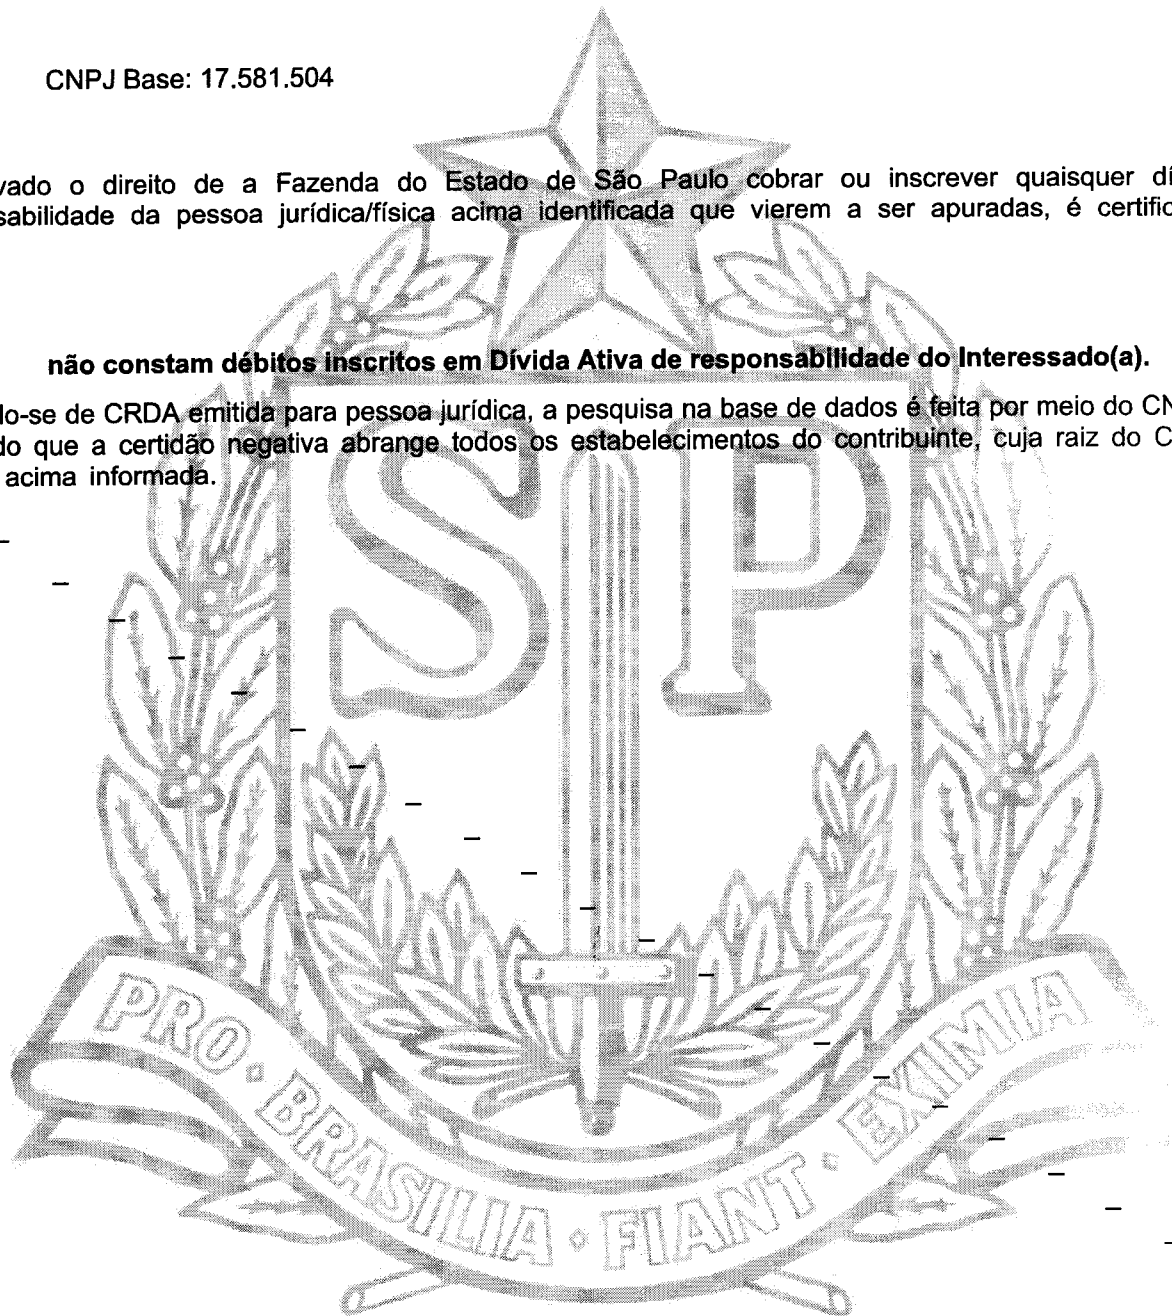 CNPJ Base: 17.581.504
vado o direito de a Fazenda do Estado de São Paulo cobrar ou inscrever quaisquer dí
sabilidade da pessoa jurídica/física acima identificada que vierem a ser apuradas, é certific
não constam débitos inscritos em Dívida Ativa de responsabilidade do Interessado(a).
do-se de CRDA emitida para pessoa jurídica, a pesquisa na base de dados é feita por meio do CN
do que a certidão negativa abrange todos os estabelecimentos do contribuinte, cuja raiz do C
acima informada.
SP
PRO · BRASILIA · FIANT · EXIMIA